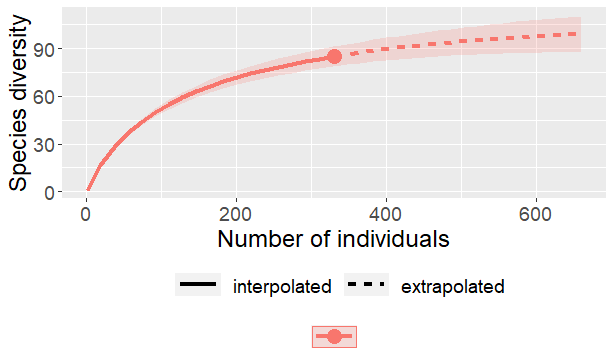 Species diversity
90
60
30
0
0 200 400 600
Number of individuals
interpolated extrapolated